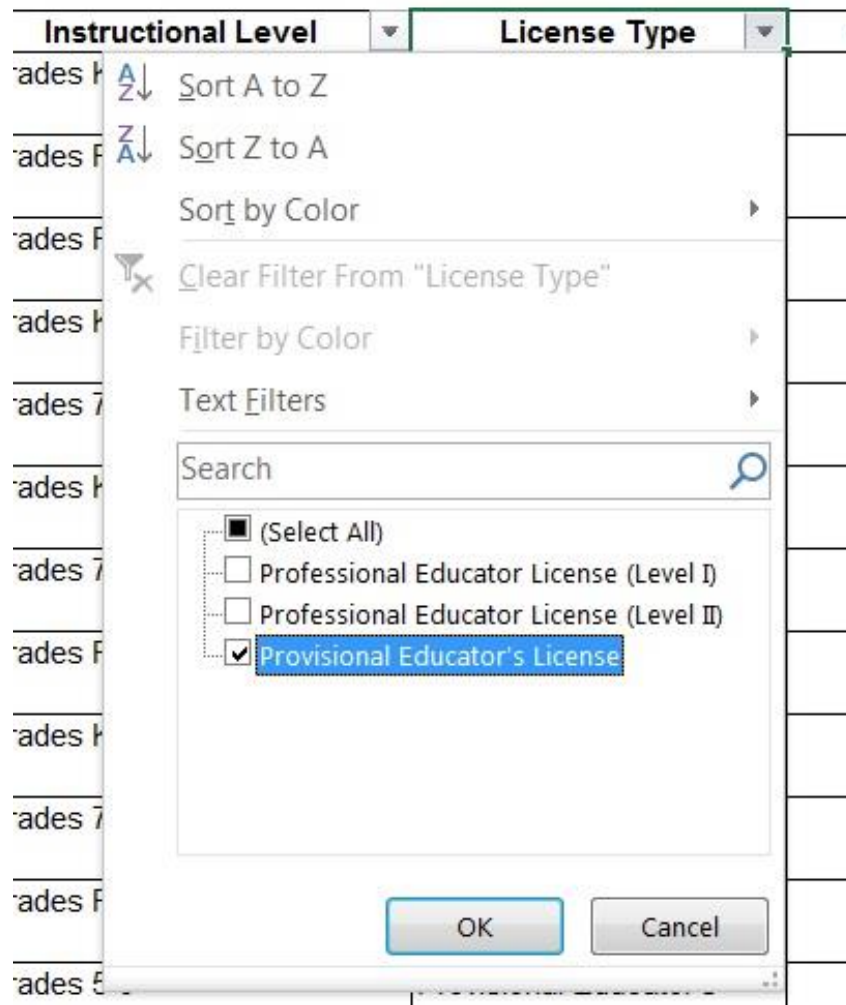 Instructional Level License Type
Sort A to Z
Sort Z to A
Sort by Color
Clear Filter From "License Type"
Filter by Color
Text Filters
Search
(Select All)
Professional Educator License (Level I)
Professional Educator License (Level II)
Provisional Educator's License
OK Cancel